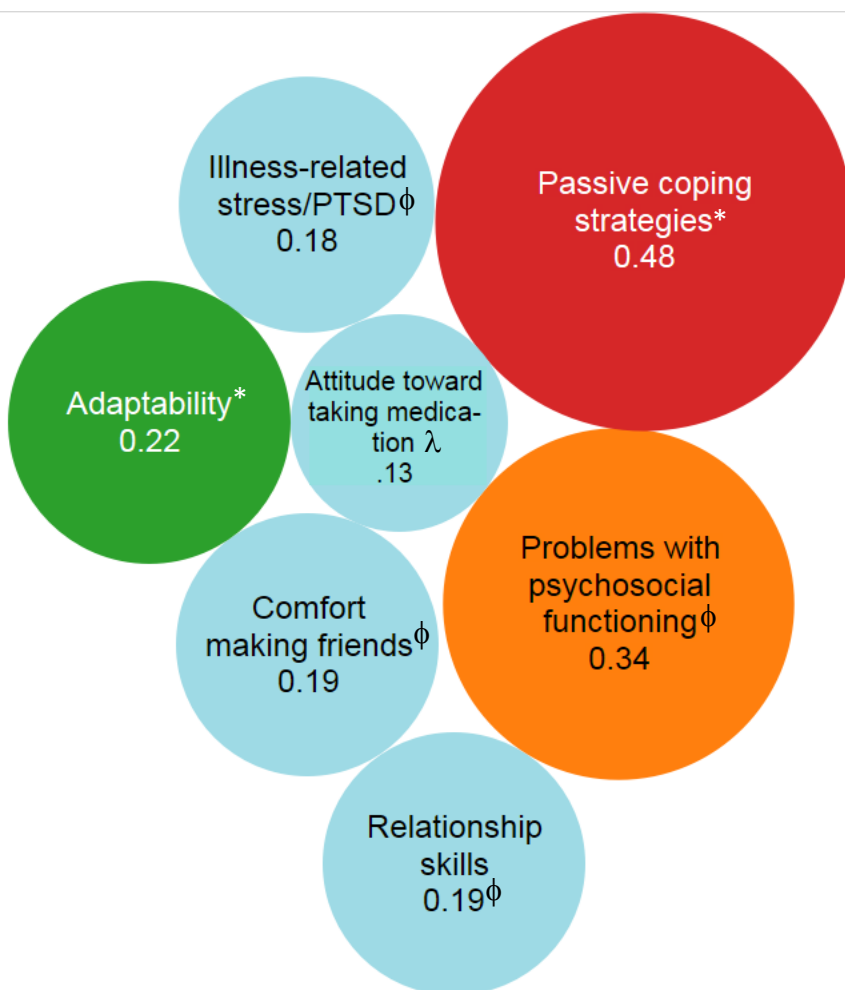 Illness-related
stress/PTSDϕ
0.18
Passive coping
strategies*
0.48
Adaptability*
0.22
Attitude toward
taking medica-
tion λ
.13
Problems with
psychosocial
functioningϕ
0.34
Comfort
making friendsϕ
0.19
Relationship
skills
0.19ϕ